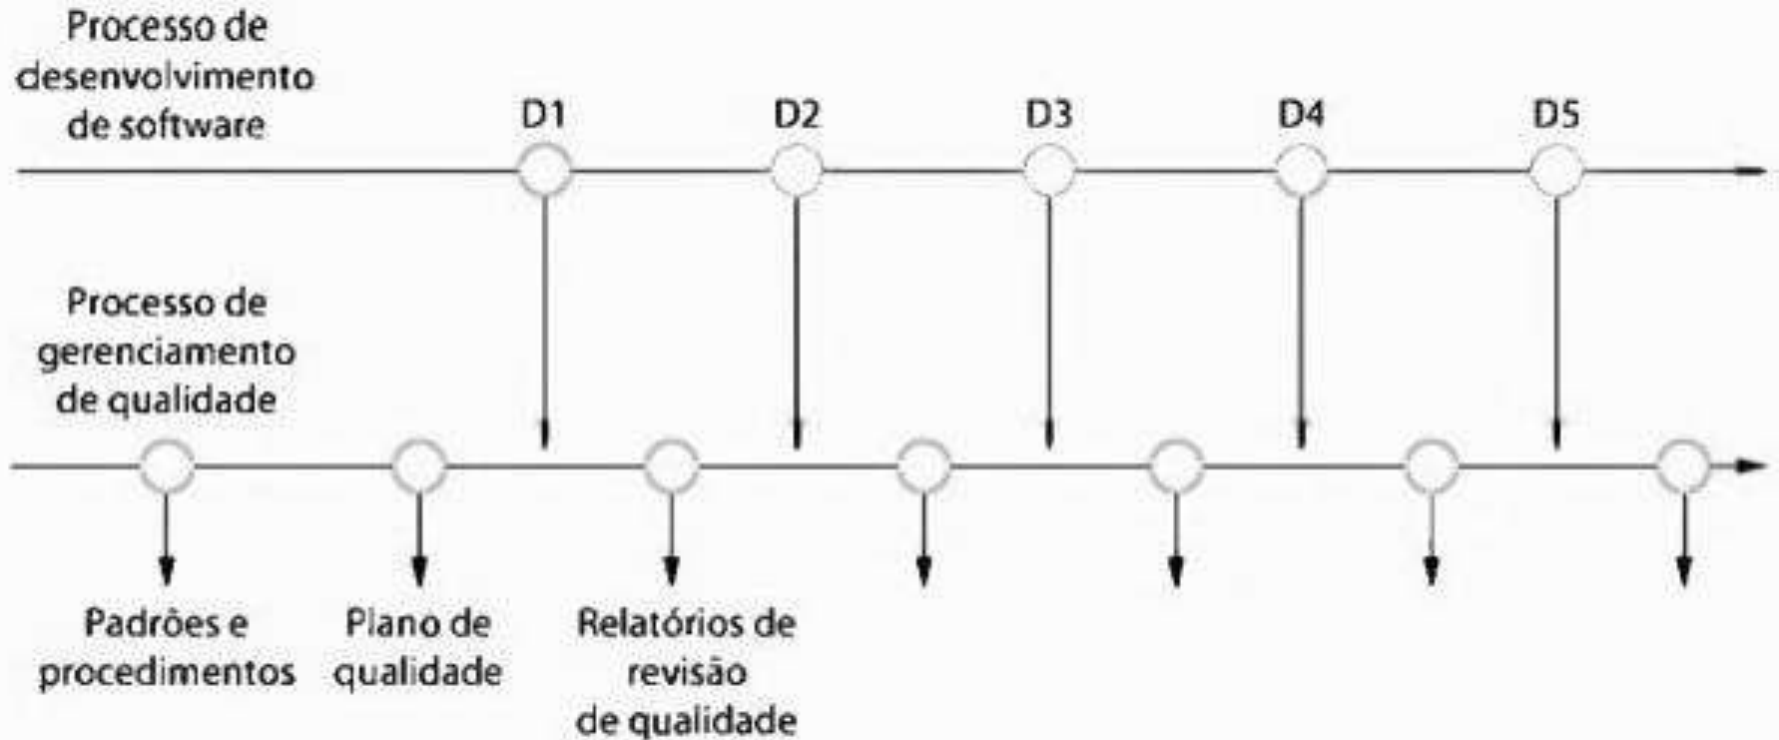 Processo de
desenvolvimento
de software
D1
D2
D3
D4
D5
Processo de
gerenciamento
de qualidade
Padrões e
procedimentos
Plano de
qualidade
Relatórios de
revisão
de qualidade